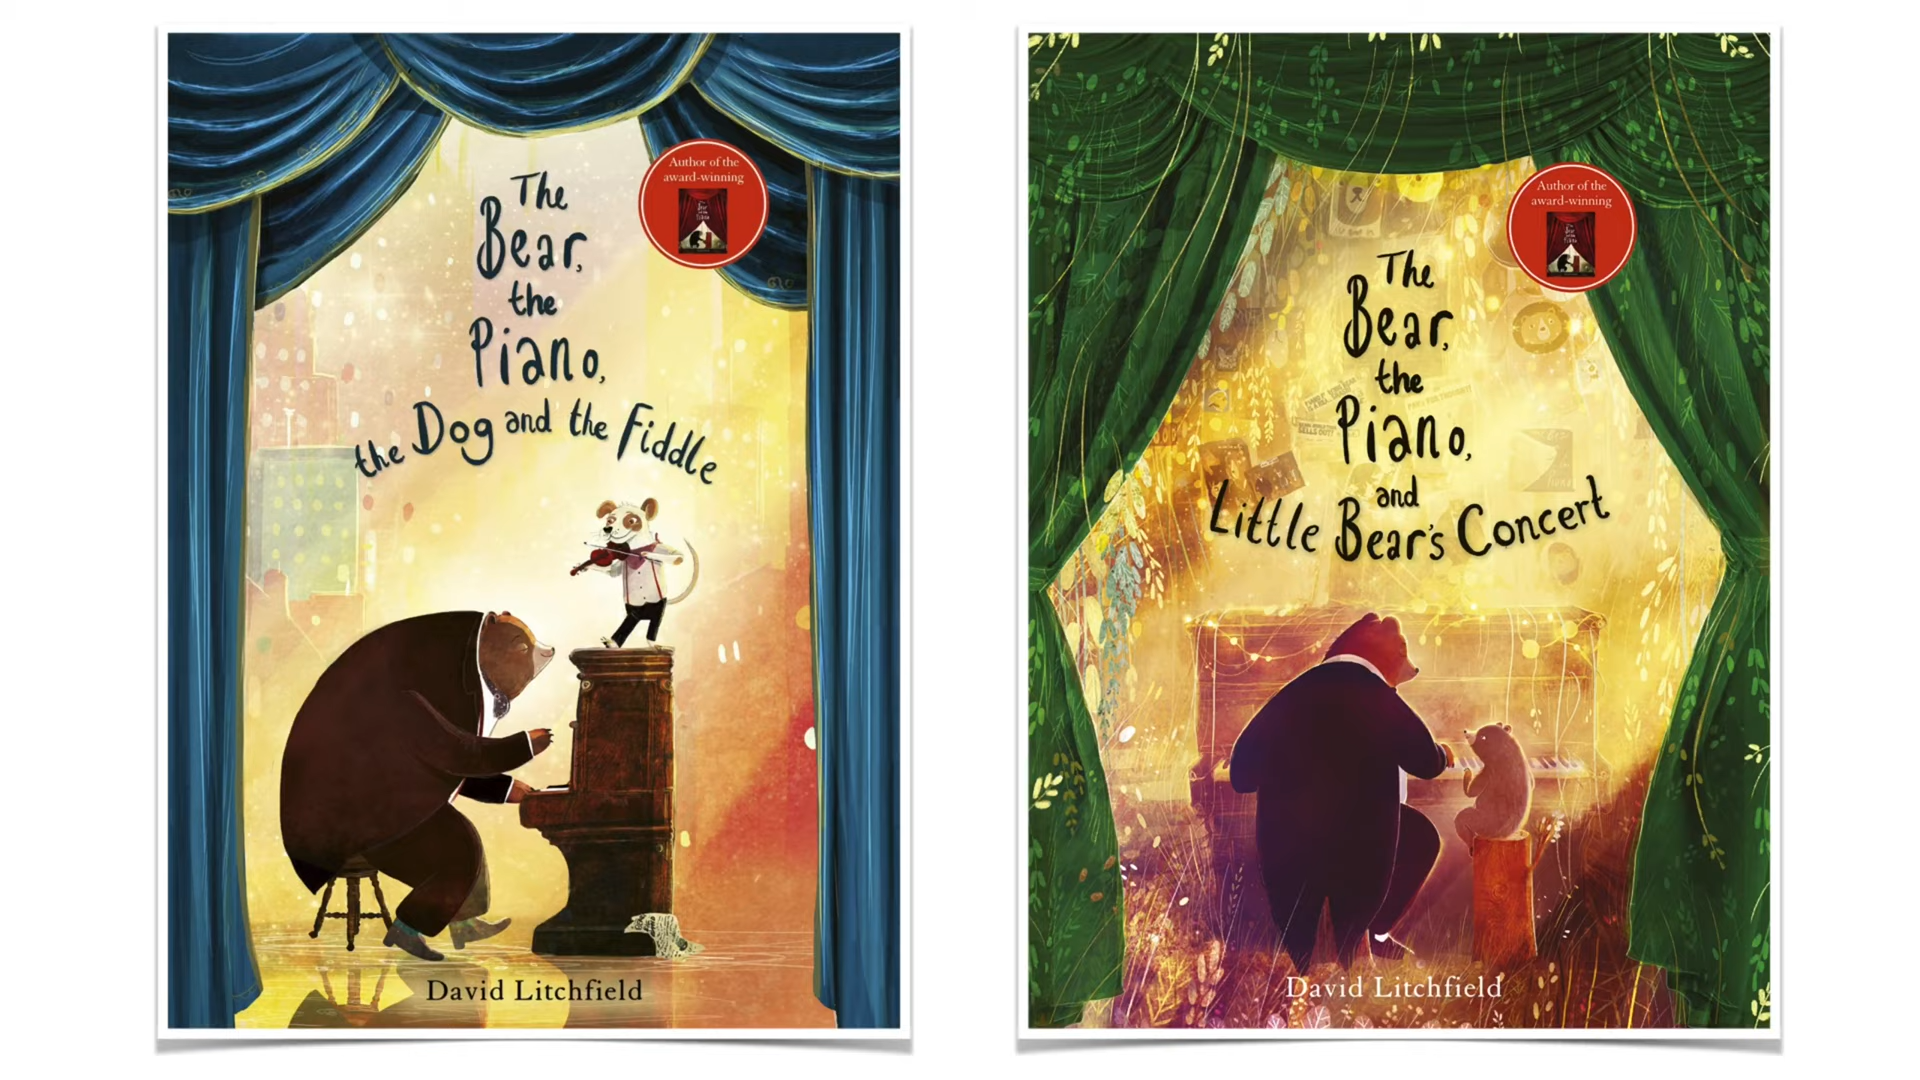 The
Bear,
the
Piano,
the Dog and the Fiddle
Author of the
award-winning
David Litchfield
The
Bear,
the
Piano,
and
Little Bear's Concert
Author of the
award-winning
David Litchfield